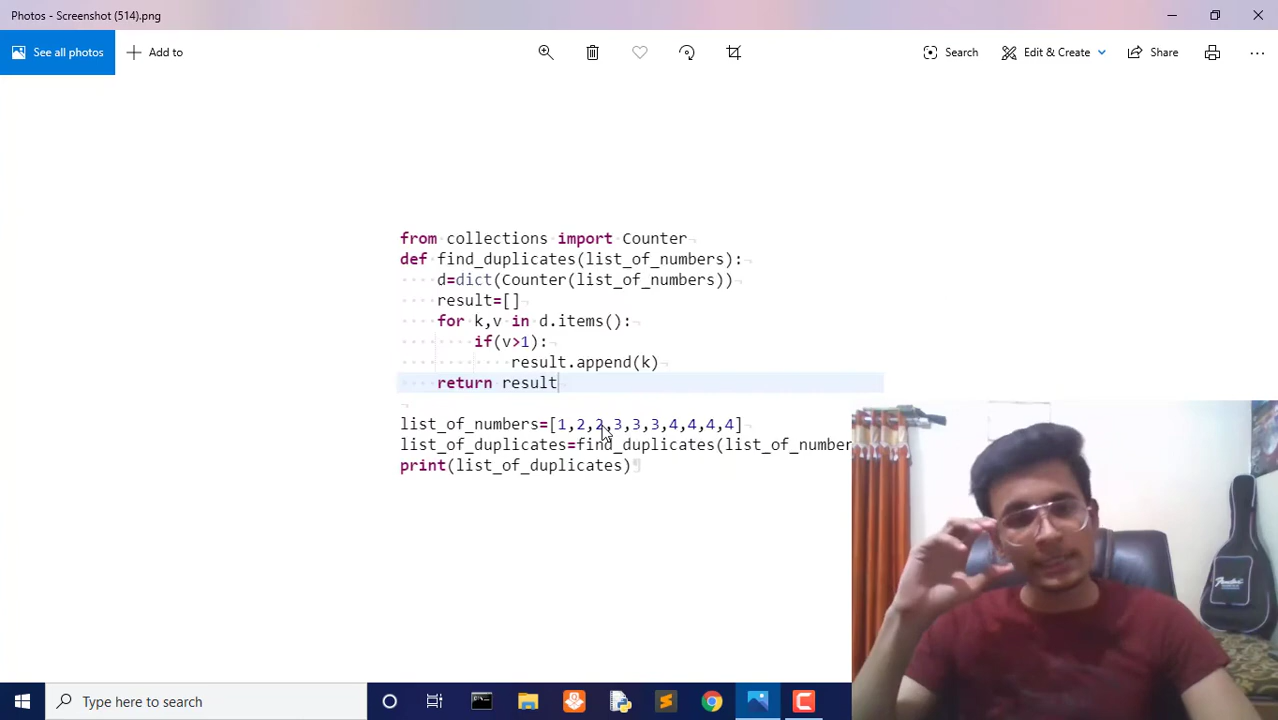 Photos - Screenshot (514).png
See all photos
Add to
Search
Edit & Create
Share
from collections import Counter
def find_duplicates(list_of_numbers):
d=dict(Counter(list_of_numbers))
result=[]
for k,v in d.items():
if(v>1):
result.append(k)
return result
list_of_numbers=[1,2,2,3,3,3,4,4,4,4]
list_of_duplicates=find_duplicates(list_of_number
print(list_of_duplicates)
Type here to search